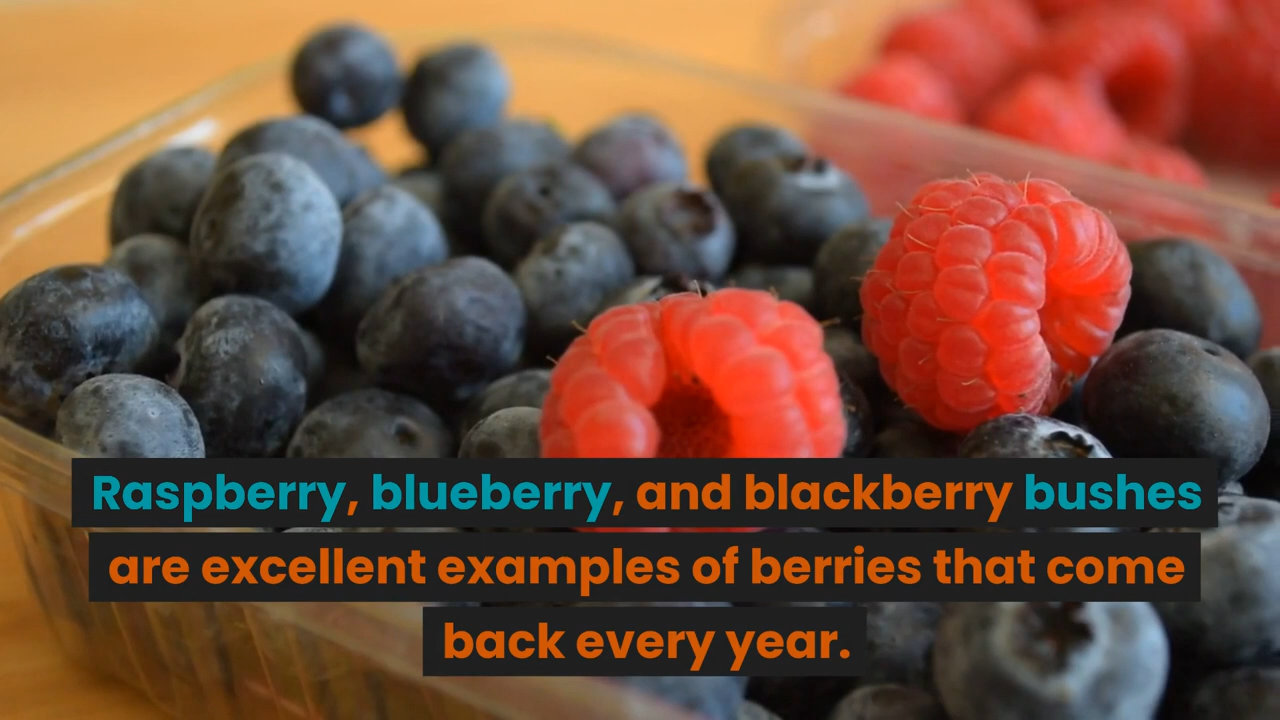 Raspberry, blueberry, and blackberry bushes
are excellent examples of berries that come
back every year.